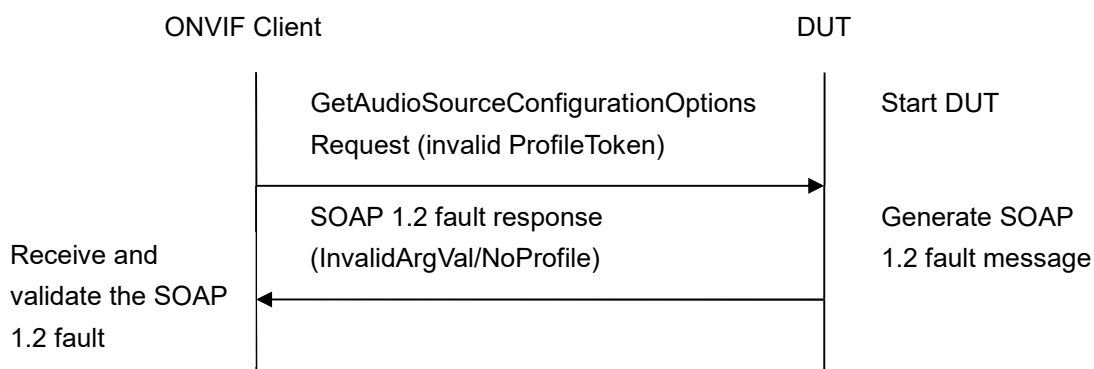 ONVIF Client
DUT
GetAudioSourceConfigurationOptions
Request (invalid ProfileToken)
Start DUT
SOAP 1.2 fault response
(InvalidArgVal/NoProfile)
Generate SOAP
1.2 fault message
Receive and
validate the SOAP
1.2 fault